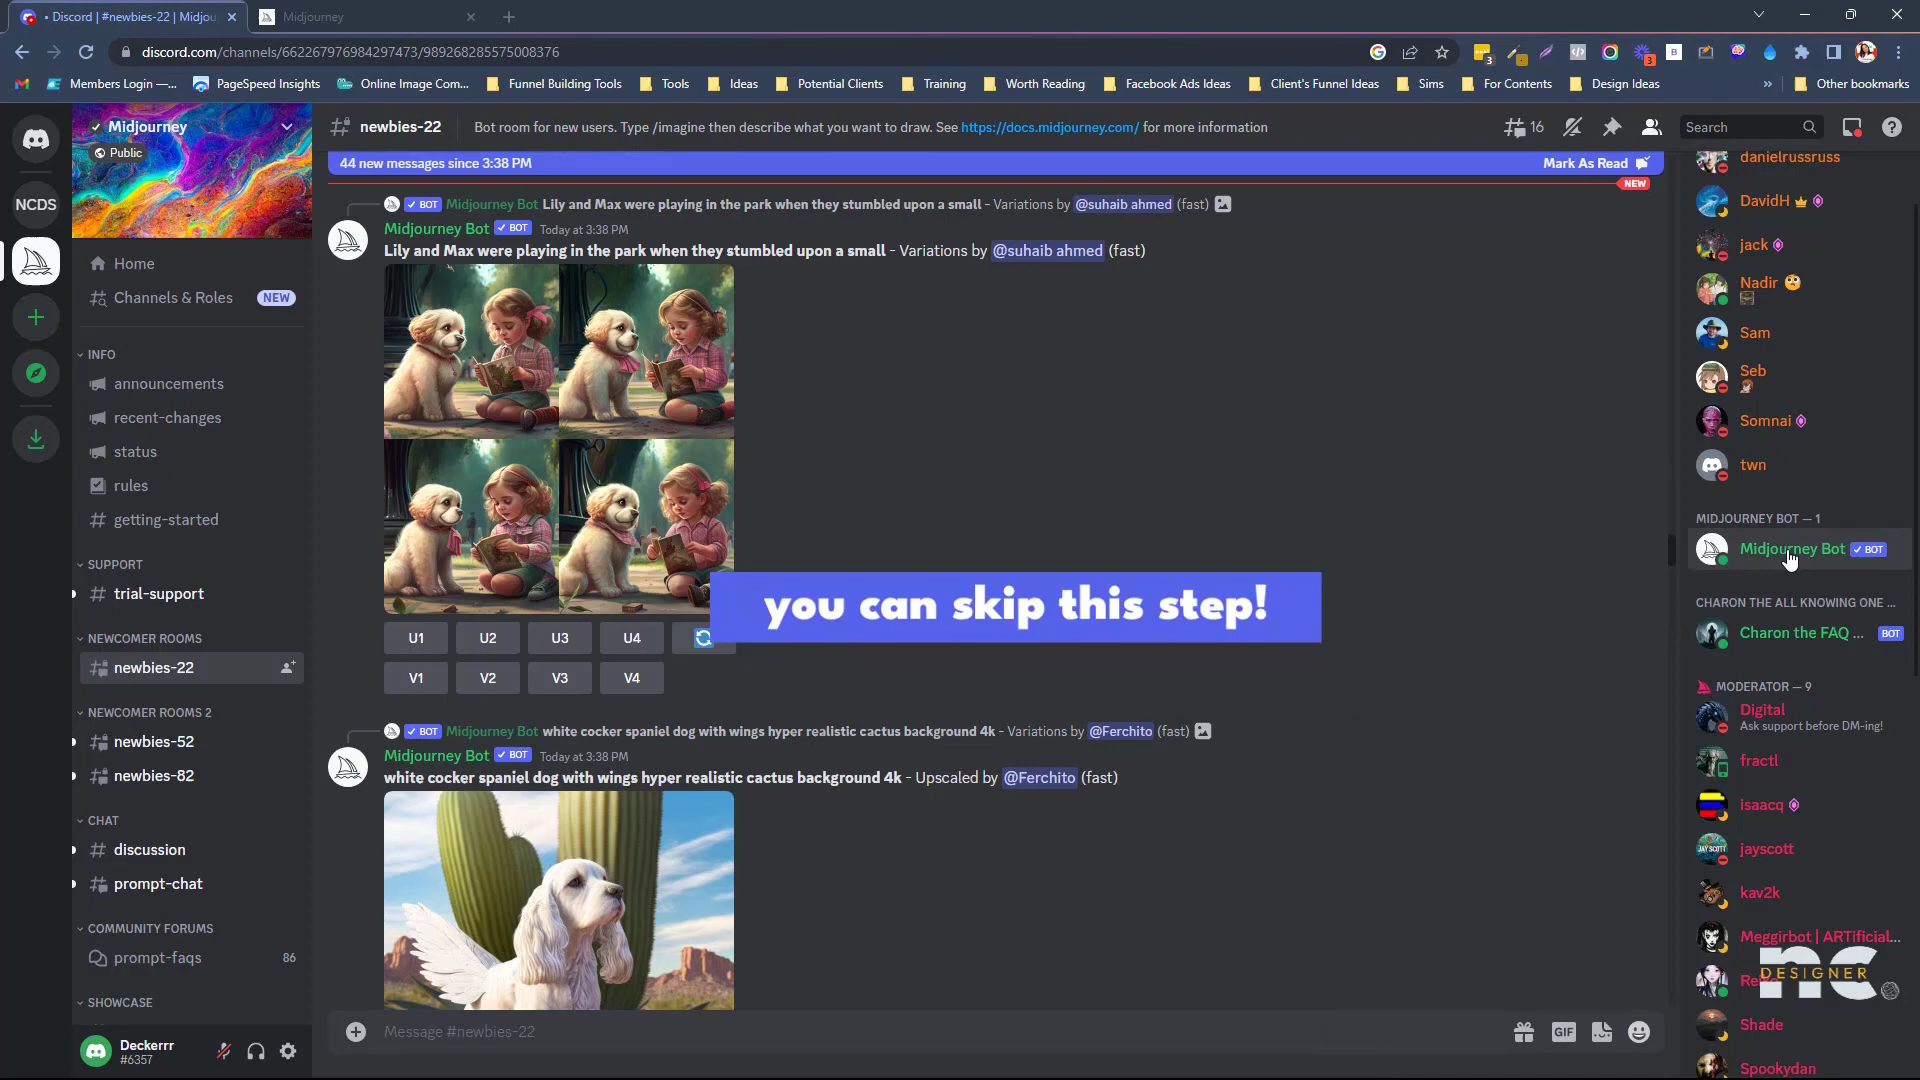 • Discord | #newbies-22 | Midjou
Midjourney
discord.com/channels/662267976984297473/989268285575008376
Members Login —...
PageSpeed Insights
Online Image Com...
Funnel Building Tools
Tools
Ideas
Potential Clients
Training
Worth Reading
Facebook Ads Ideas
Client's Funnel Ideas
Sims
For Contents
Design Ideas
»
Other bookmarks
Midjourney
Public
NCDS
Home
Channels & Roles NEW
INFO
announcements
recent-changes
status
rules
getting-started
SUPPORT
trial-support
NEWCOMER ROOMS
newbies-22
NEWCOMER ROOMS 2
newbies-52
newbies-82
CHAT
discussion
prompt-chat
COMMUNITY FORUMS
prompt-faqs 86
SHOWCASE
Deckerrr
#6357
newbies-22
Bot room for new users. Type /imagine then describe what you want to draw. See https://docs.midjourney.com/ for more information
16
Search
44 new messages since 3:38 PM
Mark As Read
NEW
BOT Midjourney Bot Lily and Max were playing in the park when they stumbled upon a small - Variations by @suhaib ahmed (fast)
Midjourney Bot BOT Today at 3:38 PM
Lily and Max were playing in the park when they stumbled upon a small - Variations by @suhaib ahmed (fast)
you can skip this step!
U1 U2 U3 U4
V1 V2 V3 V4
BOT Midjourney Bot white cocker spaniel dog with wings hyper realistic cactus background 4k - Variations by @Ferchito (fast)
Midjourney Bot BOT Today at 3:38 PM
white cocker spaniel dog with wings hyper realistic cactus background 4k - Upscaled by @Ferchito (fast)
Message #newbies-22
GIF
danielrussruss
DavidH
jack
Nadir
Sam
Seb
Somnai
twn
MIDJOURNEY BOT — 1
Midjourney Bot BOT
CHARON THE ALL KNOWING ONE ...
Charon the FAQ ... BOT
MODERATOR — 9
Digital
Ask support before DM-ing!
fractl
isaacq
jayscott
kav2k
Meggirbot | ARTificial...
nc
DESIGNER
Shade
Spookydan